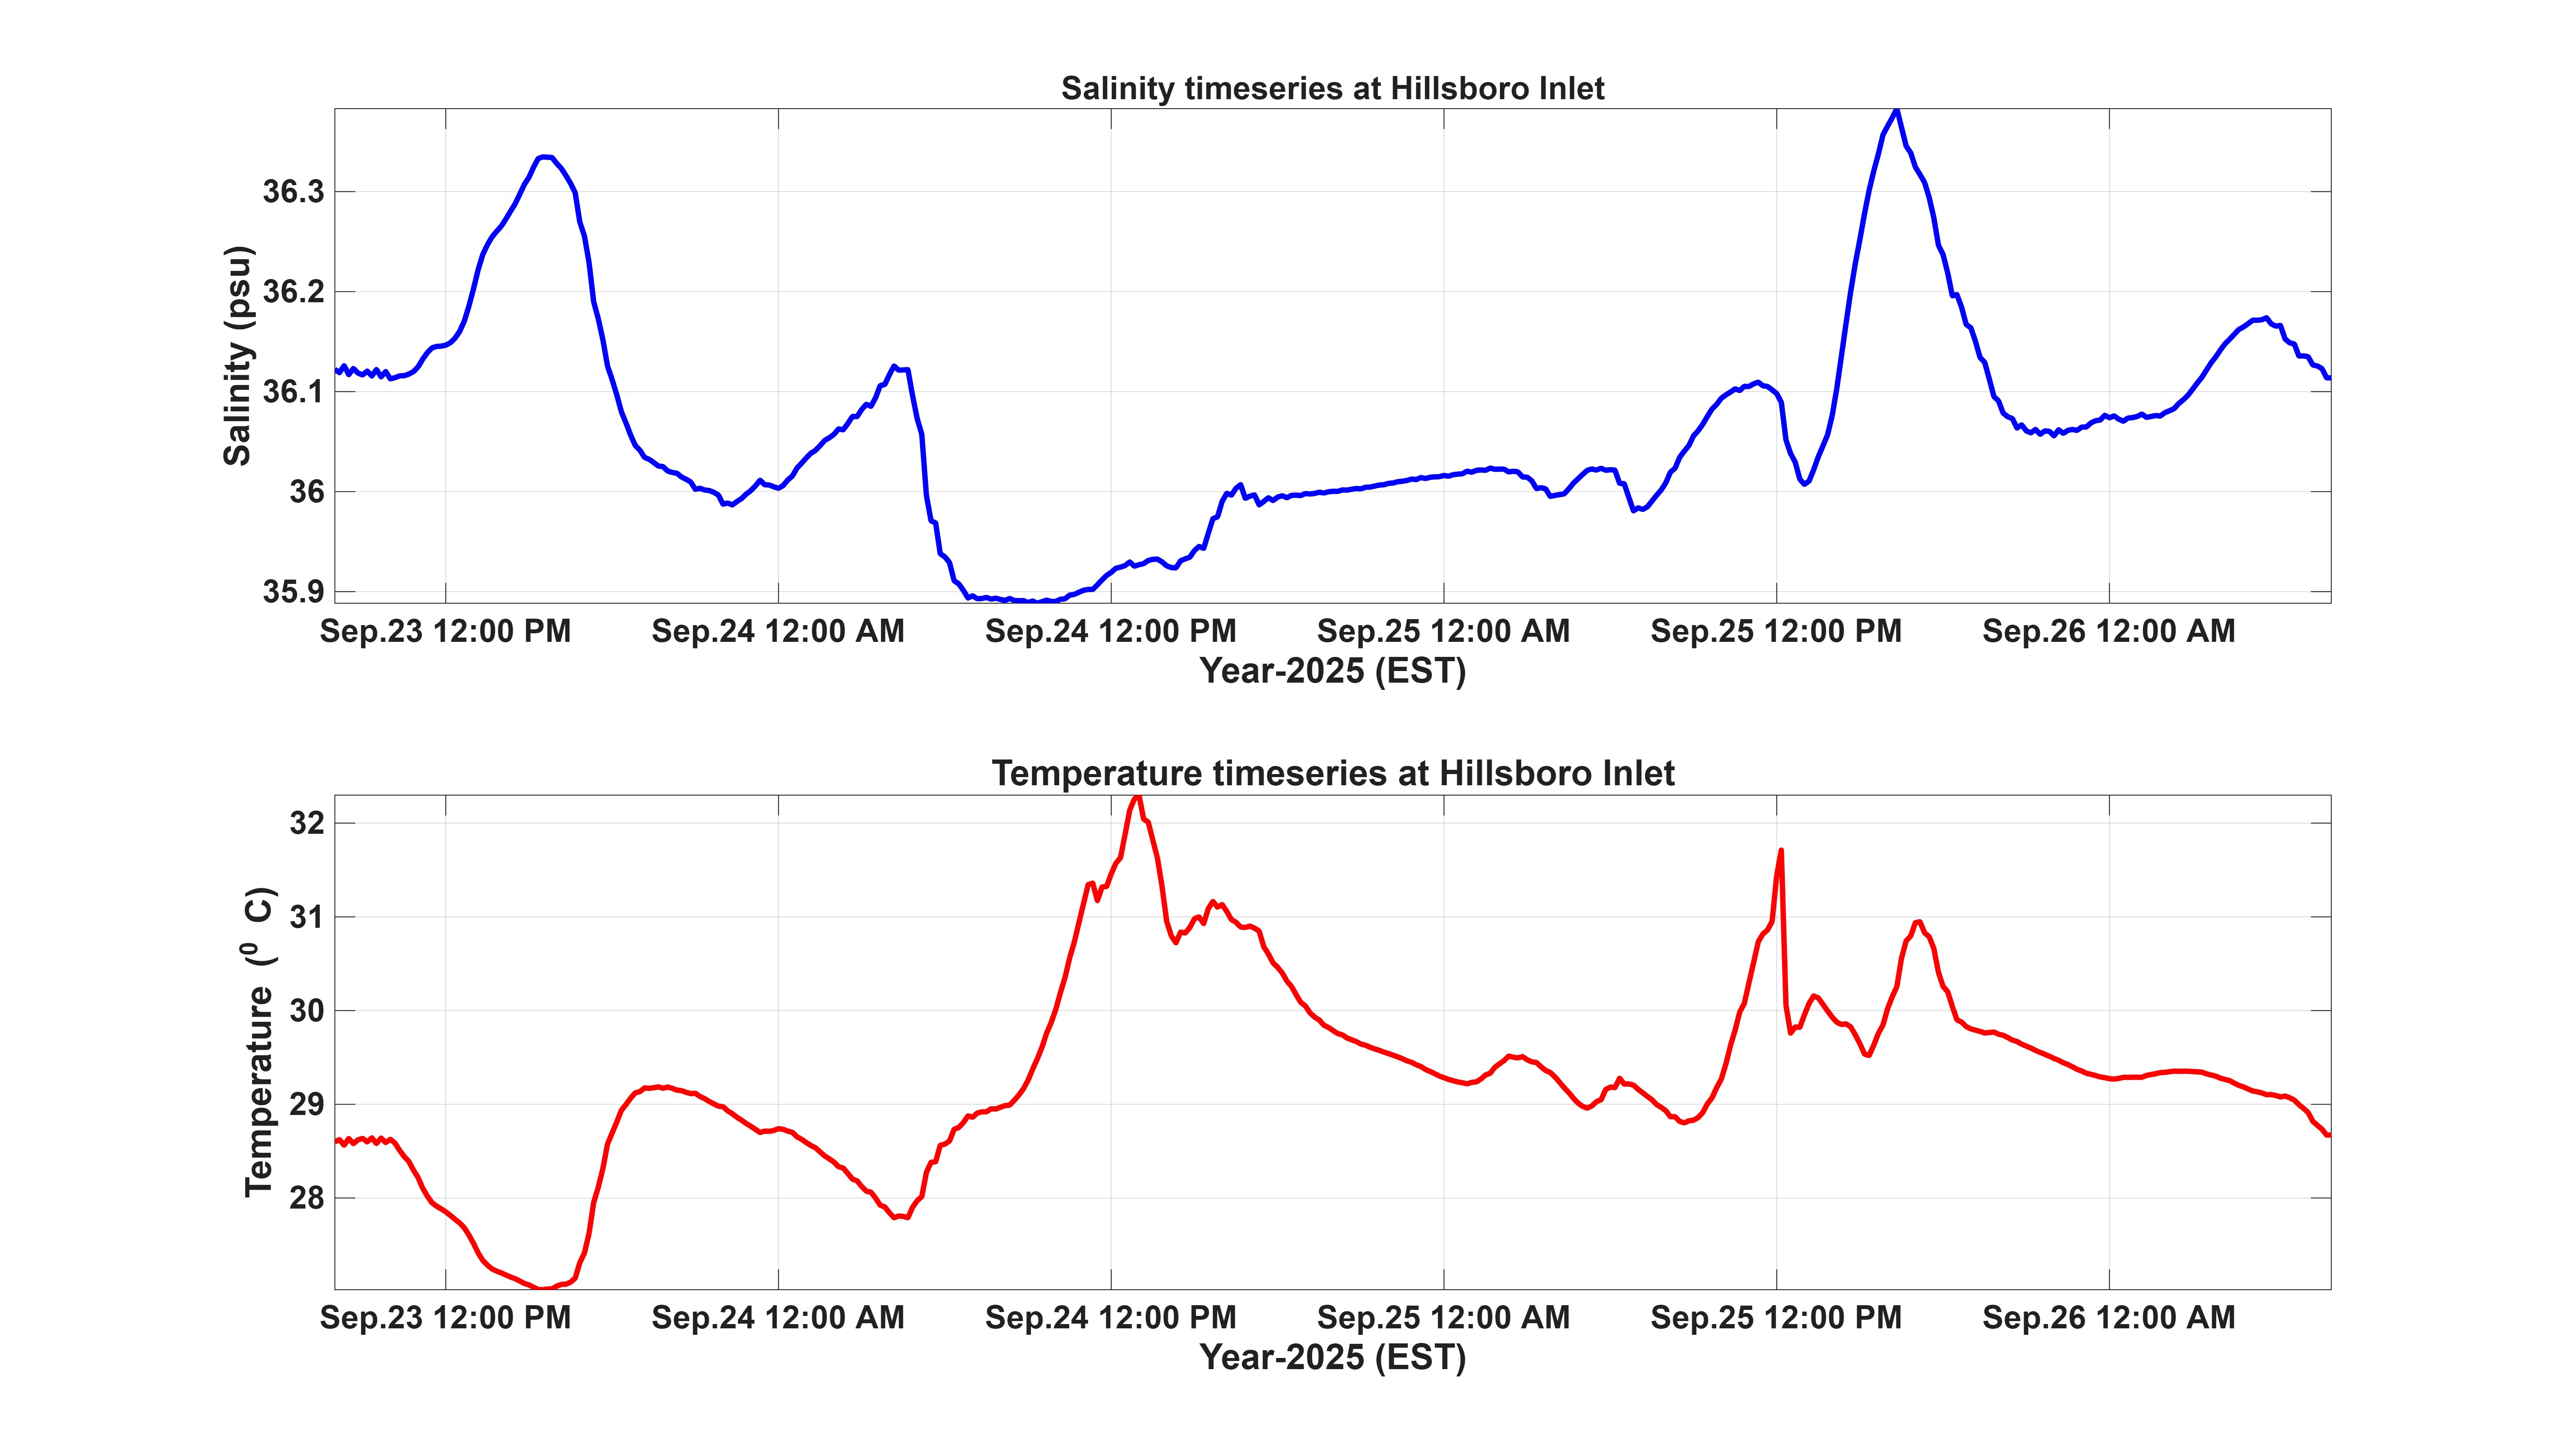 Salinity timeseries at Hillsboro Inlet
Salinity (psu)
36.3
36.2
36.1
36
35.9
Sep.23 12:00 PM Sep.24 12:00 AM Sep.24 12:00 PM Sep.25 12:00 AM Sep.25 12:00 PM Sep.26 12:00 AM
Year-2025 (EST)
Temperature timeseries at Hillsboro Inlet
Temperature (⁰ C)
32
31
30
29
28
Sep.23 12:00 PM Sep.24 12:00 AM Sep.24 12:00 PM Sep.25 12:00 AM Sep.25 12:00 PM Sep.26 12:00 AM
Year-2025 (EST)